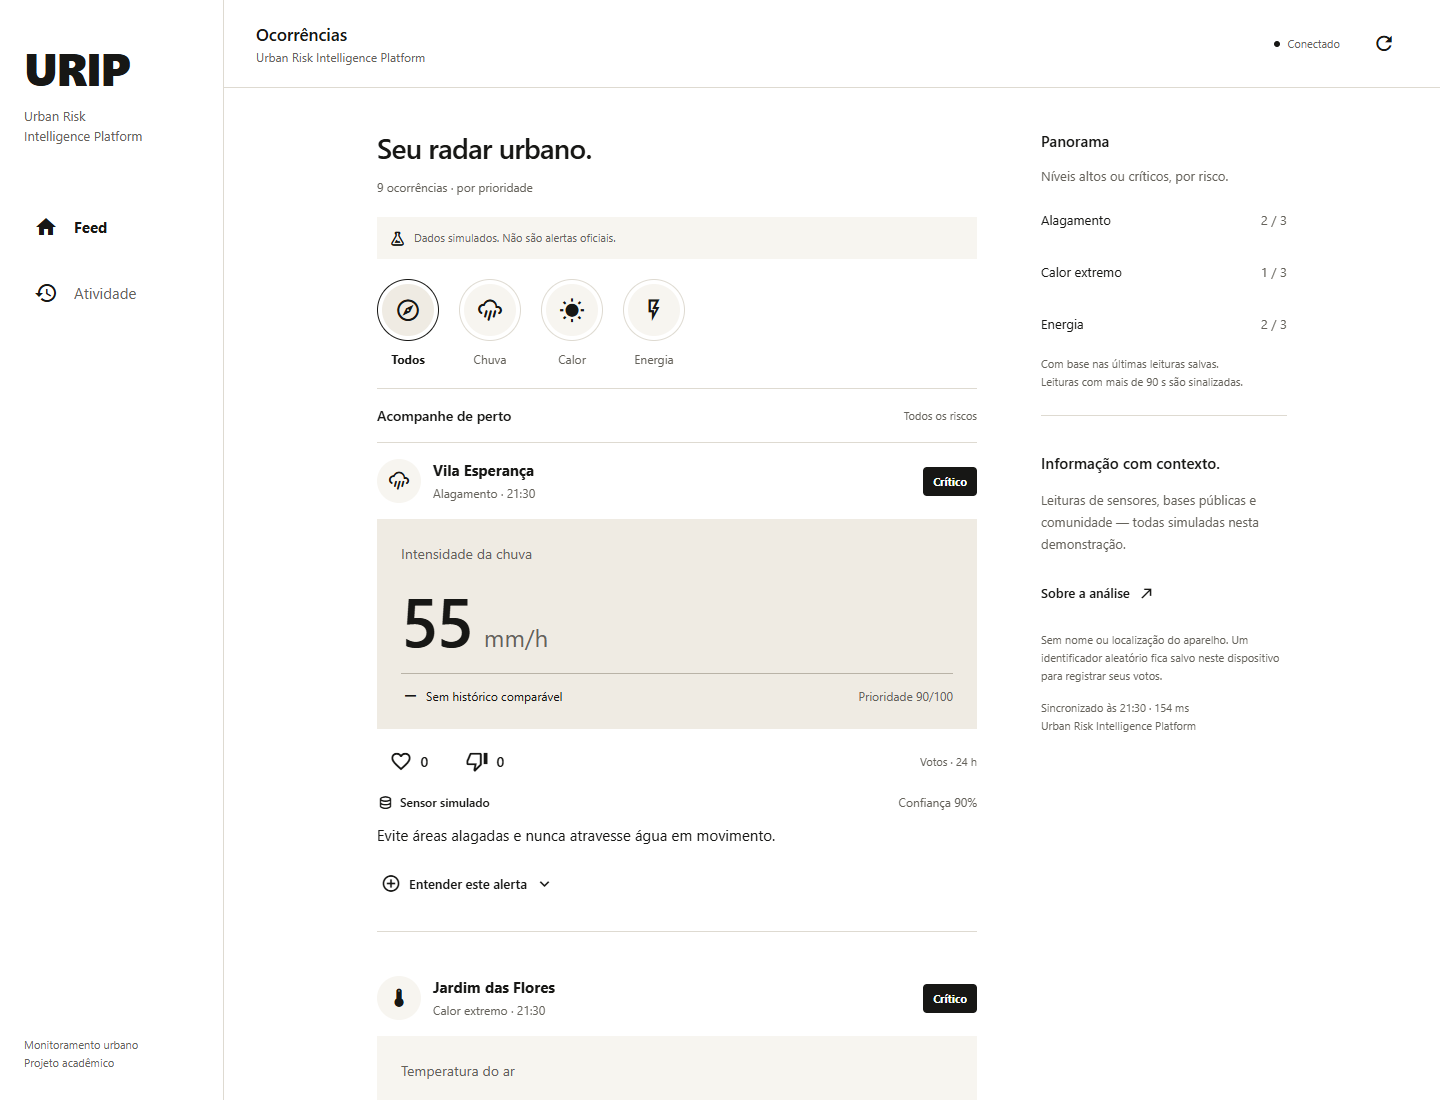 URIP
Urban Risk
Intelligence Platform
Feed
Atividade
Monitoramento urbano
Projeto acadêmico
Ocorrências
Urban Risk Intelligence Platform
Conectado
Seu radar urbano.
9 ocorrências · por prioridade
Dados simulados. Não são alertas oficiais.
Todos
Chuva
Calor
Energia
Acompanhe de perto
Todos os riscos
Vila Esperança
Alagamento · 21:30
Crítico
Intensidade da chuva
55 mm/h
Sem histórico comparável
Prioridade 90/100
0
0
Votos · 24 h
Sensor simulado
Confiança 90%
Evite áreas alagadas e nunca atravesse água em movimento.
Entender este alerta
Jardim das Flores
Calor extremo · 21:30
Crítico
Temperatura do ar
Panorama
Níveis altos ou críticos, por risco.
Alagamento 2 / 3
Calor extremo 1 / 3
Energia 2 / 3
Com base nas últimas leituras salvas.
Leituras com mais de 90 s são sinalizadas.
Informação com contexto.
Leituras de sensores, bases públicas e
comunidade — todas simuladas nesta
demonstração.
Sobre a análise
Sem nome ou localização do aparelho. Um
identificador aleatório fica salvo neste dispositivo
para registrar seus votos.
Sincronizado às 21:30 · 154 ms
Urban Risk Intelligence Platform